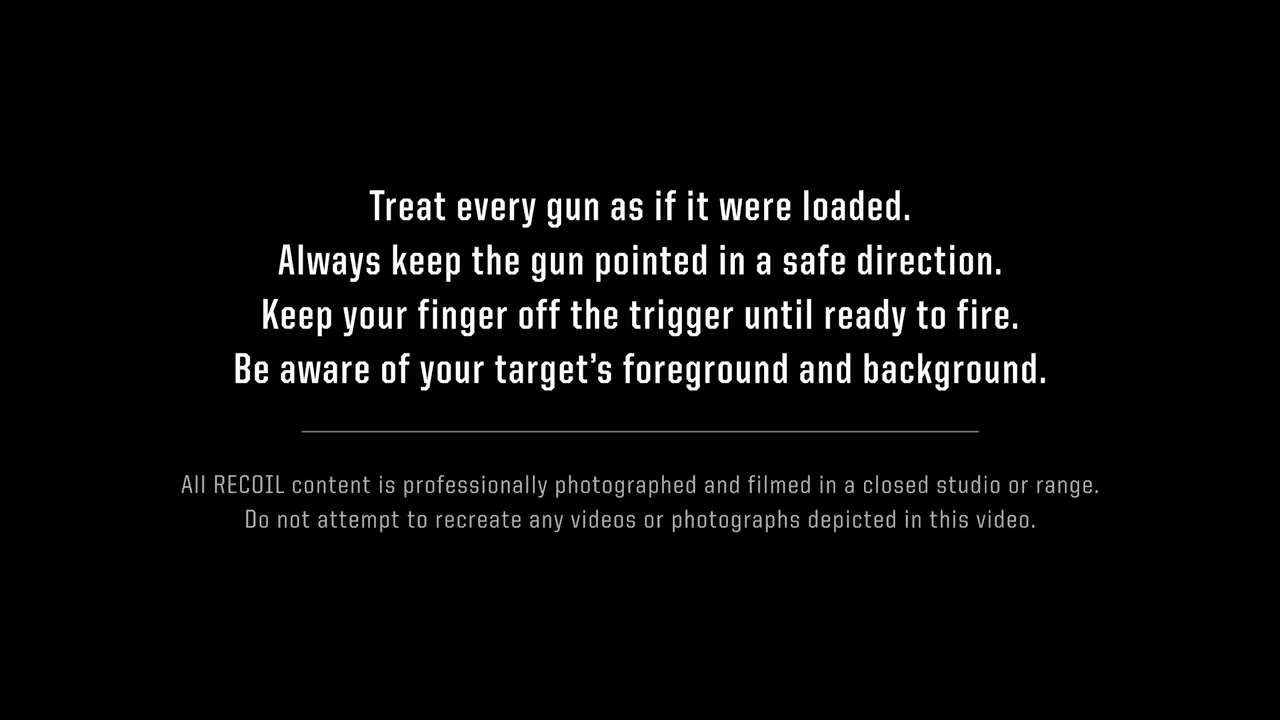 Treat every gun as if it were loaded.
Always keep the gun pointed in a safe direction.
Keep your finger off the trigger until ready to fire.
Be aware of your target’s foreground and background.
All RECOIL content is professionally photographed and filmed in a closed studio or range.
Do not attempt to recreate any videos or photographs depicted in this video.